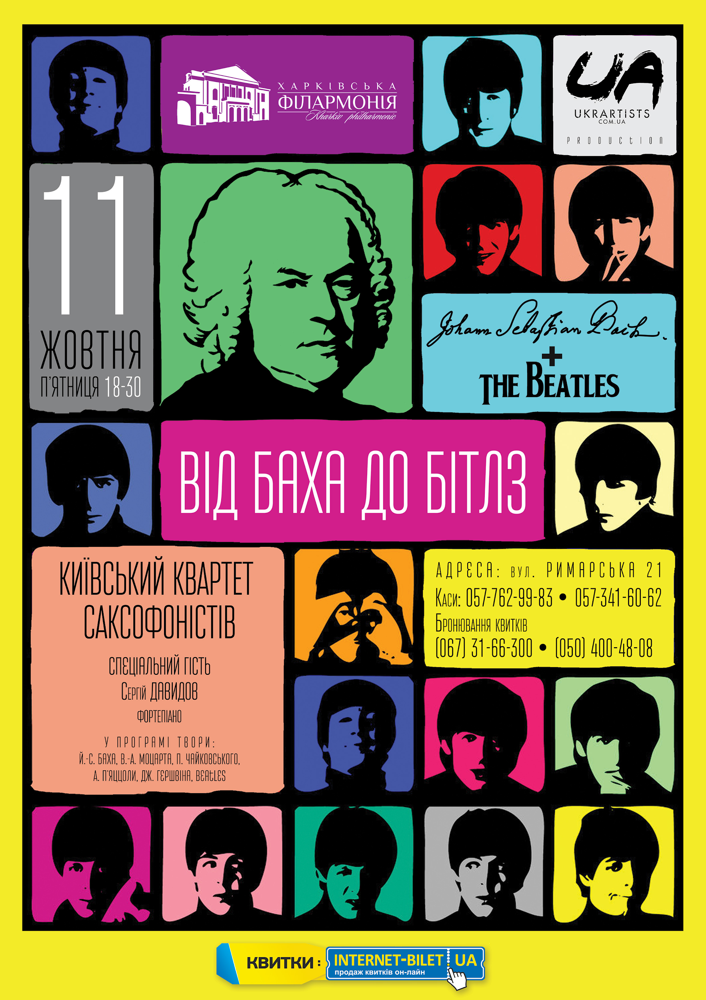 ХАРКІВСЬКА
ФІЛАРМОНІЯ
Kharkiv philharmonic
UA
UKRARTISTS
COM.UA
PRODUCTION
11
ЖОВТНЯ
П'ЯТНИЦЯ 18-30
Johann Sebastian Bach.
+
THE BEATLES
ВІД БАХА ДО БІТЛЗ
КИЇВСЬКИЙ КВАРТЕТ
САКСОФОНІСТІВ
СПЕЦІАЛЬНИЙ ГІСТЬ
СЕРГІЙ ДАВИДОВ
ФОРТЕПІАНО
У ПРОГРАМІ ТВОРИ:
Й.-С. БАХА, В.-А. МОЦАРТА, П. ЧАЙКОВСЬКОГО,
А. П'ЯЦЦОЛИ, ДЖ. ГЕРШВІНА, BEATLES
АДРЕСА: ВУЛ. РИМАРСЬКА 21
КАСИ: 057-762-99-83 • 057-341-60-62
БРОНЮВАННЯ КВИТКІВ
(067) 31-66-300 • (050) 400-48-08
КВИТКИ: INTERNET-BILET.UA
продаж квитків он-лайн